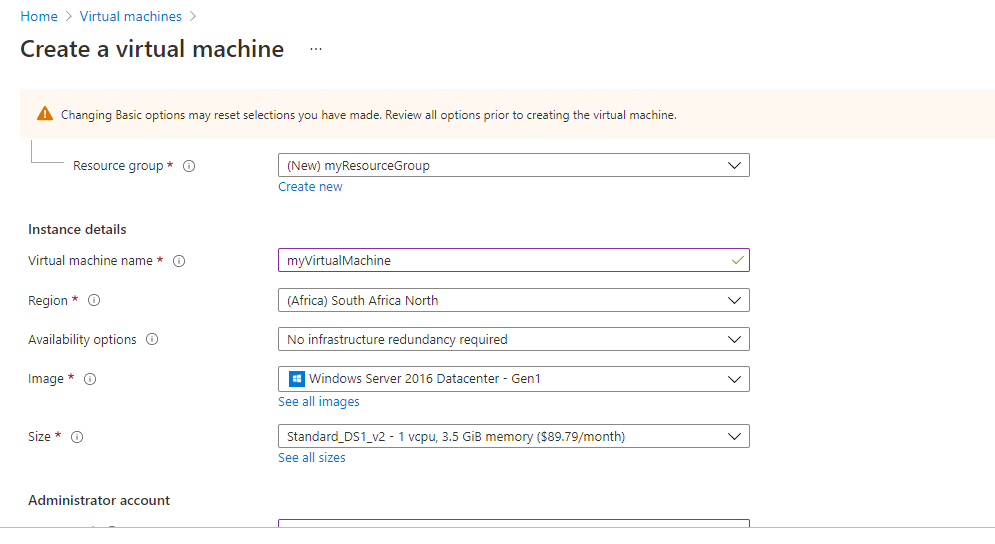 Home > Virtual machines >
Create a virtual machine ...
Changing Basic options may reset selections you have made. Review all options prior to creating the virtual machine.
Resource group * (New) myResourceGroup
Create new
Instance details
Virtual machine name * myVirtualMachine
Region * (Africa) South Africa North
Availability options No infrastructure redundancy required
Image * Windows Server 2016 Datacenter - Gen1
See all images
Size * Standard_DS1_v2 - 1 vcpu, 3.5 GiB memory ($89.79/month)
See all sizes
Administrator account